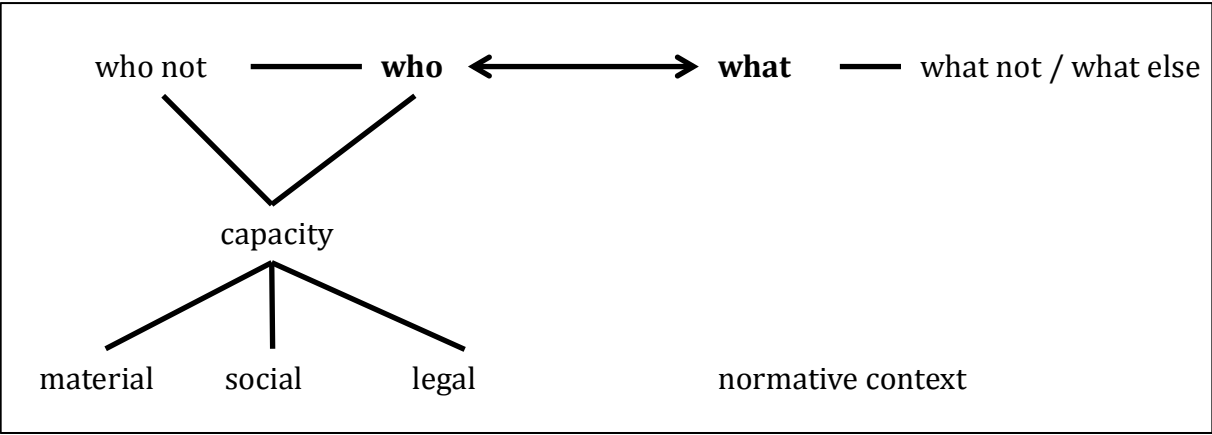 who not who what what not / what else
capacity
material social legal normative context